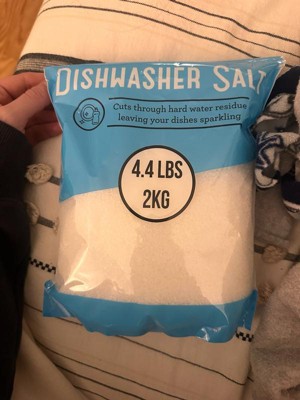 DISHWASHER SALT
Cuts through hard water residue
leaving your dishes sparkling
4.4 LBS
2KG